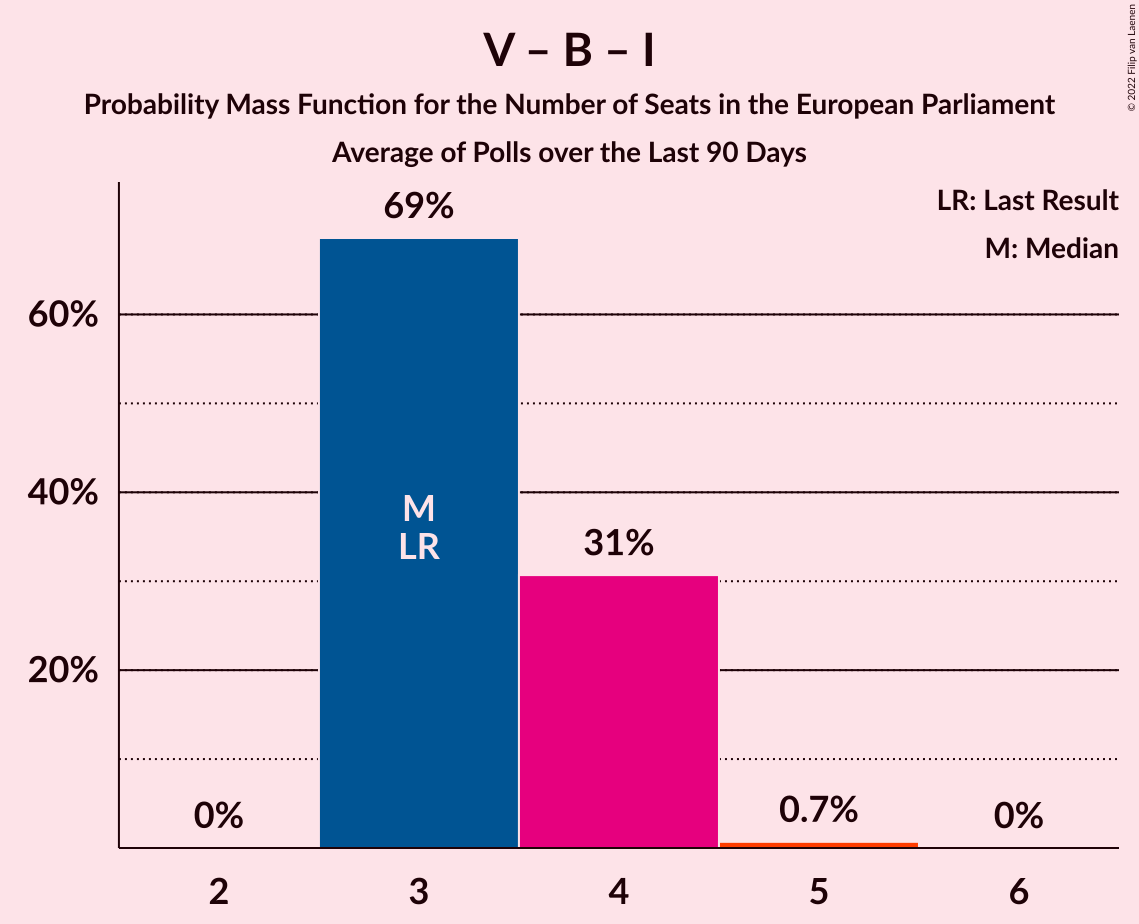 V – B – I
Probability Mass Function for the Number of Seats in the European Parliament
Average of Polls over the Last 90 Days
© 2022 Filip van Laenen
LR: Last Result
M: Median
69%
60%
40%
M
LR
31%
20%
0%
0.7%
0%
2
3
4
5
6